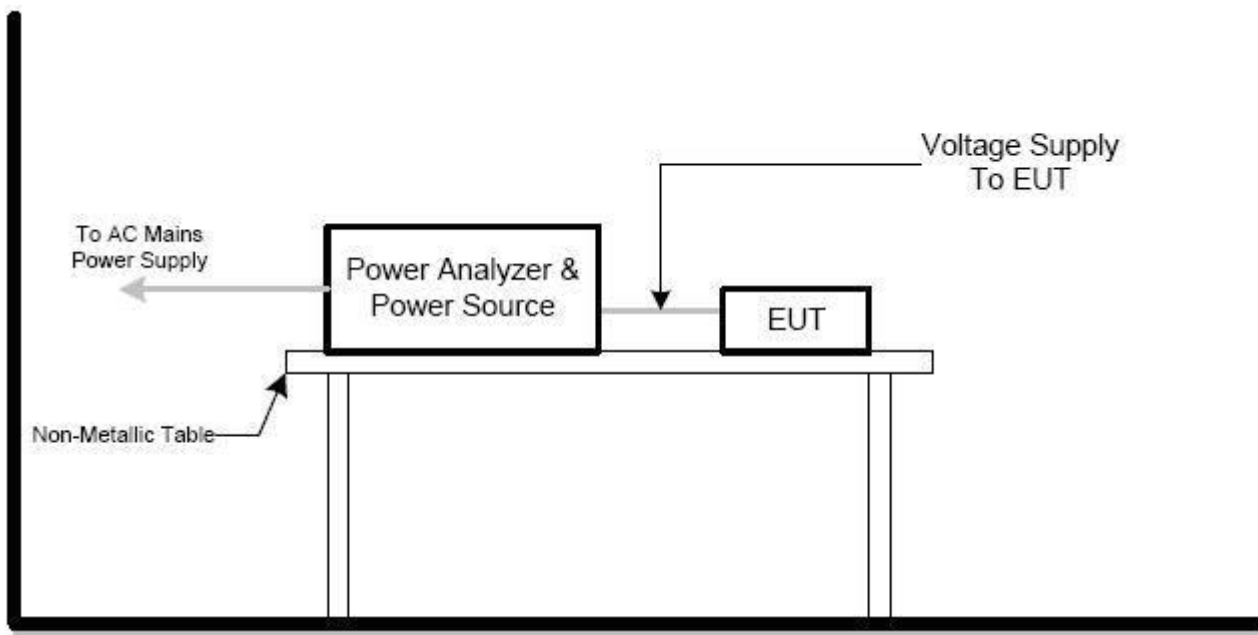 Voltage Supply
To EUT
To AC Mains
Power Supply
Power Analyzer &
Power Source
EUT
Non-Metallic Table